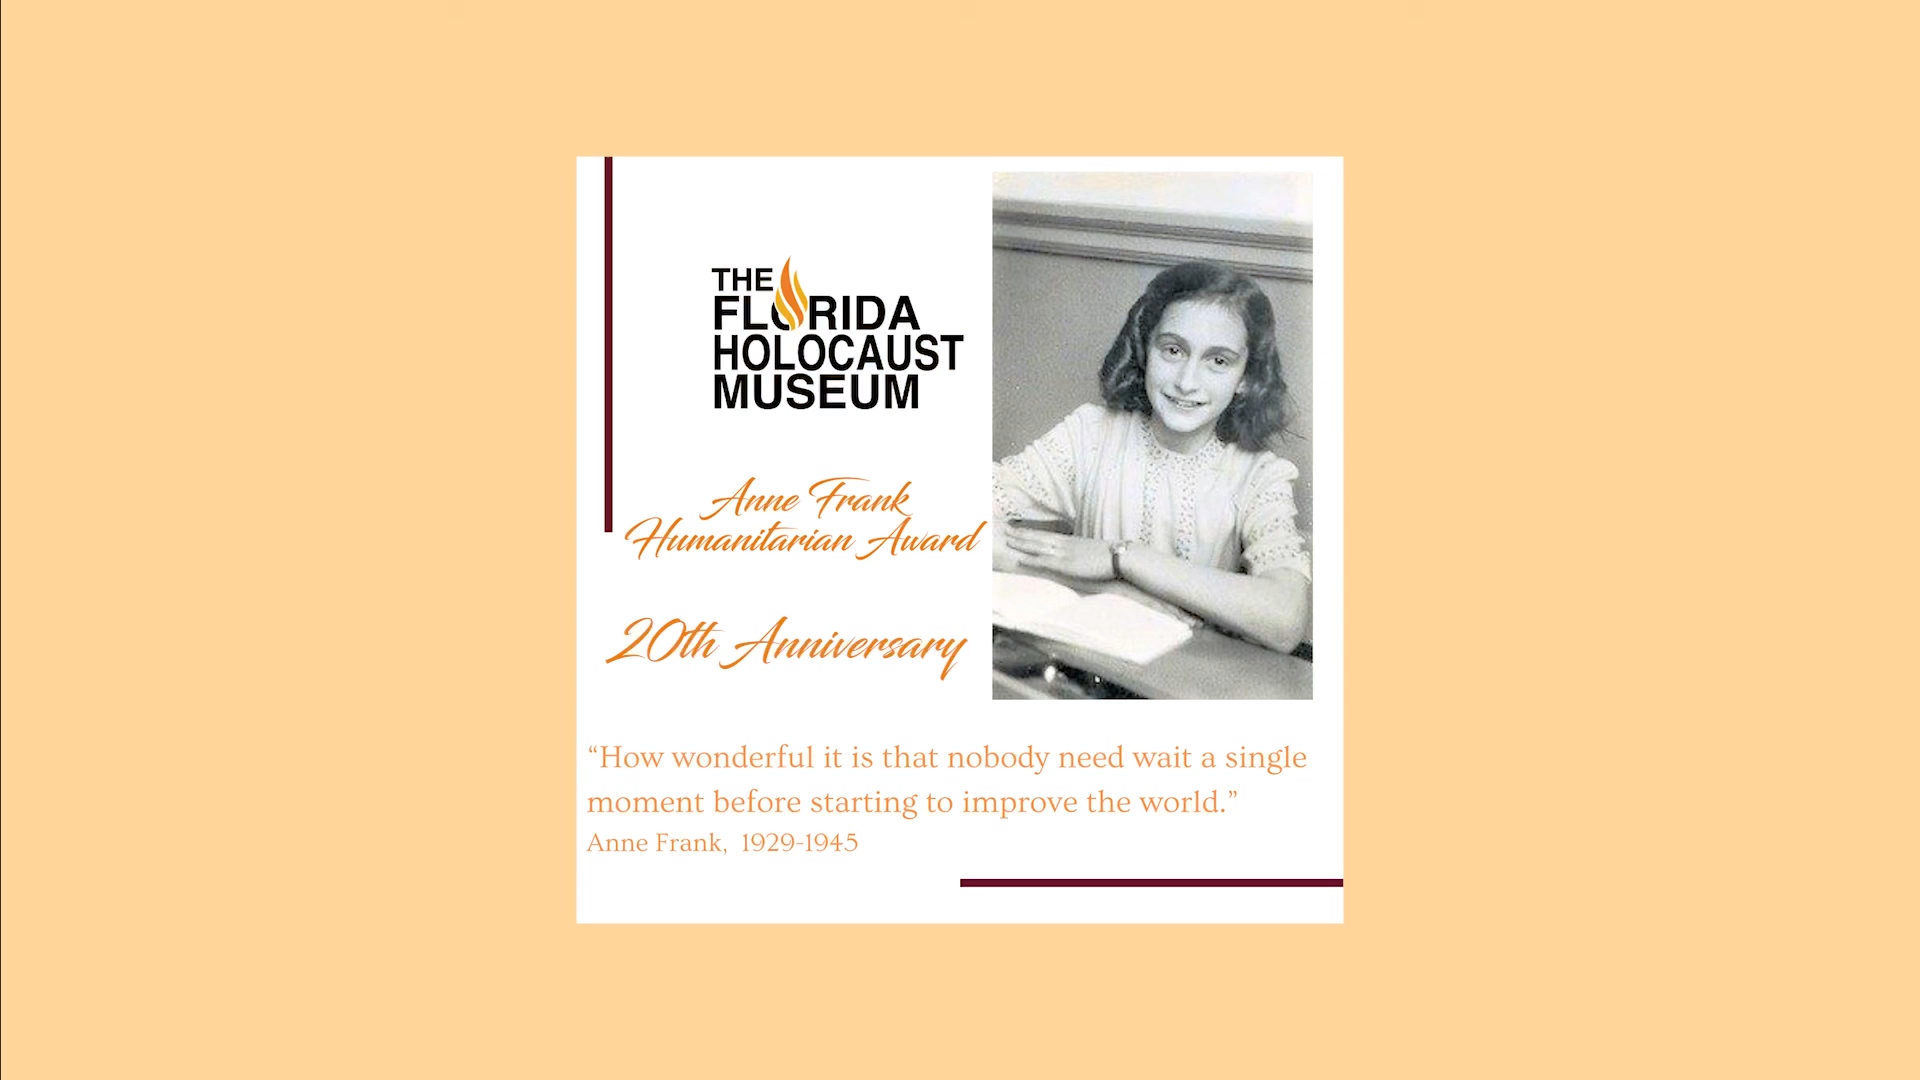 THE
FLORIDA
HOLOCAUST
MUSEUM
Anne Frank
Humanitarian Award
20th Anniversary
“How wonderful it is that nobody need wait a single
moment before starting to improve the world.”
Anne Frank, 1929-1945